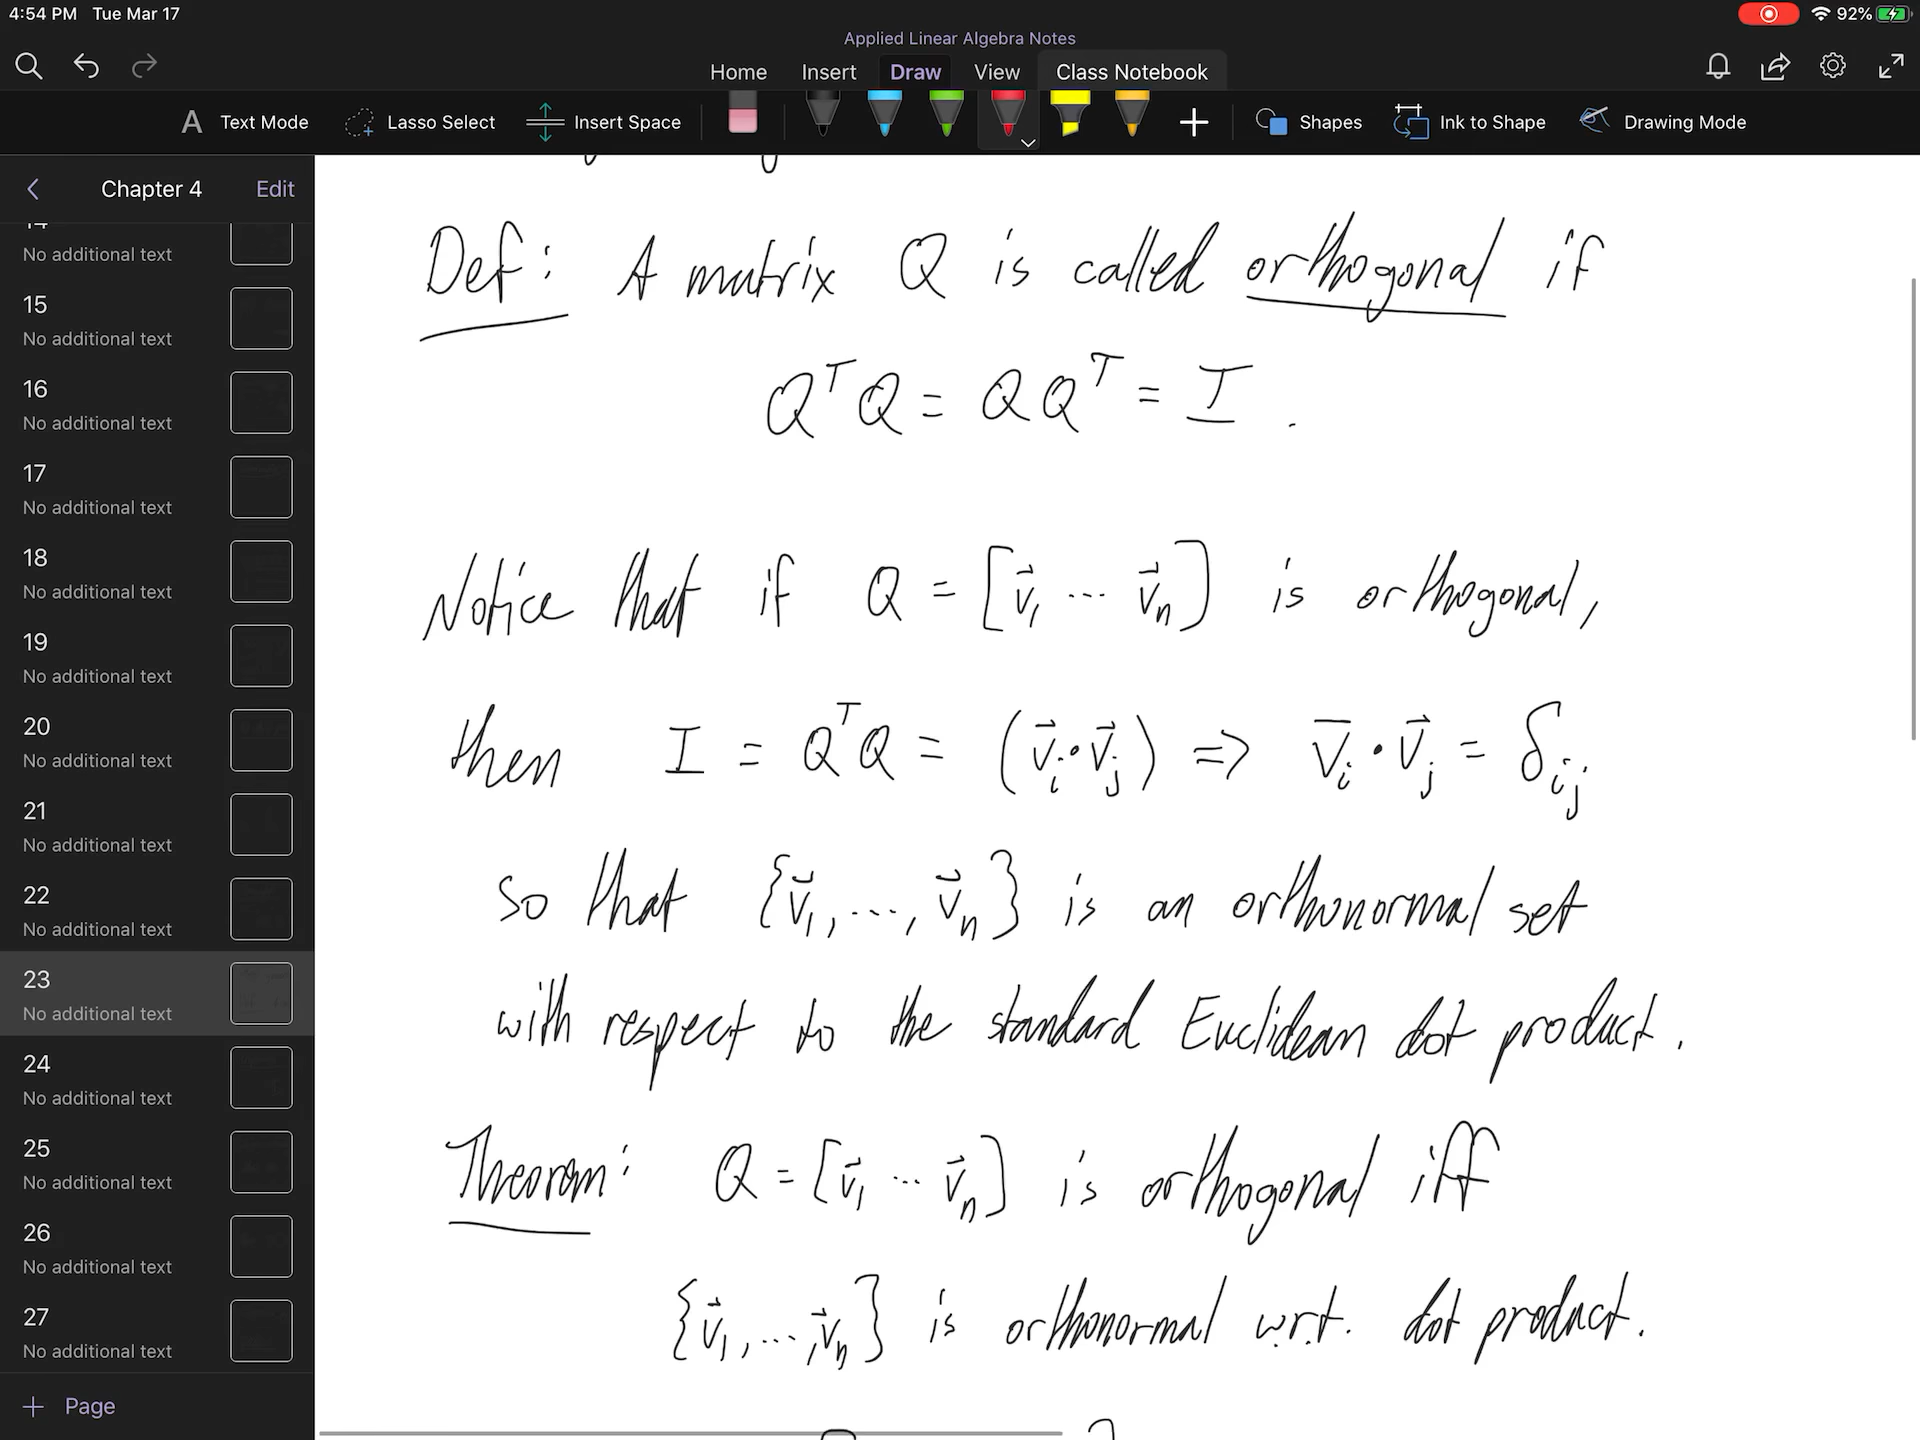 4:54 PM Tue Mar 17
92%
Applied Linear Algebra Notes
Home Insert Draw View Class Notebook
Text Mode Lasso Select Insert Space Shapes Ink to Shape Drawing Mode
Chapter 4 Edit
14
No additional text
15
No additional text
16
No additional text
17
No additional text
18
No additional text
19
No additional text
20
No additional text
21
No additional text
22
No additional text
23
No additional text
24
No additional text
25
No additional text
26
No additional text
27
No additional text
+ Page
Def: A matrix Q is called orthogonal if
Qᵀ Q = Q Qᵀ = I .
Notice that if Q = [v⃗₁ ... v⃗ₙ] is orthogonal,
then I = QᵀQ = (v⃗ᵢ·v⃗ⱼ) => v̅ᵢ · v⃗ⱼ = δᵢⱼ
so that {v⃗₁, ..., v⃗ₙ} is an orthonormal set
with respect to the standard Euclidean dot product.
Theorem: Q = [v⃗₁ ... v⃗ₙ] is orthogonal iff
{v⃗₁, ..., v⃗ₙ} is orthonormal w.r.t. dot product.